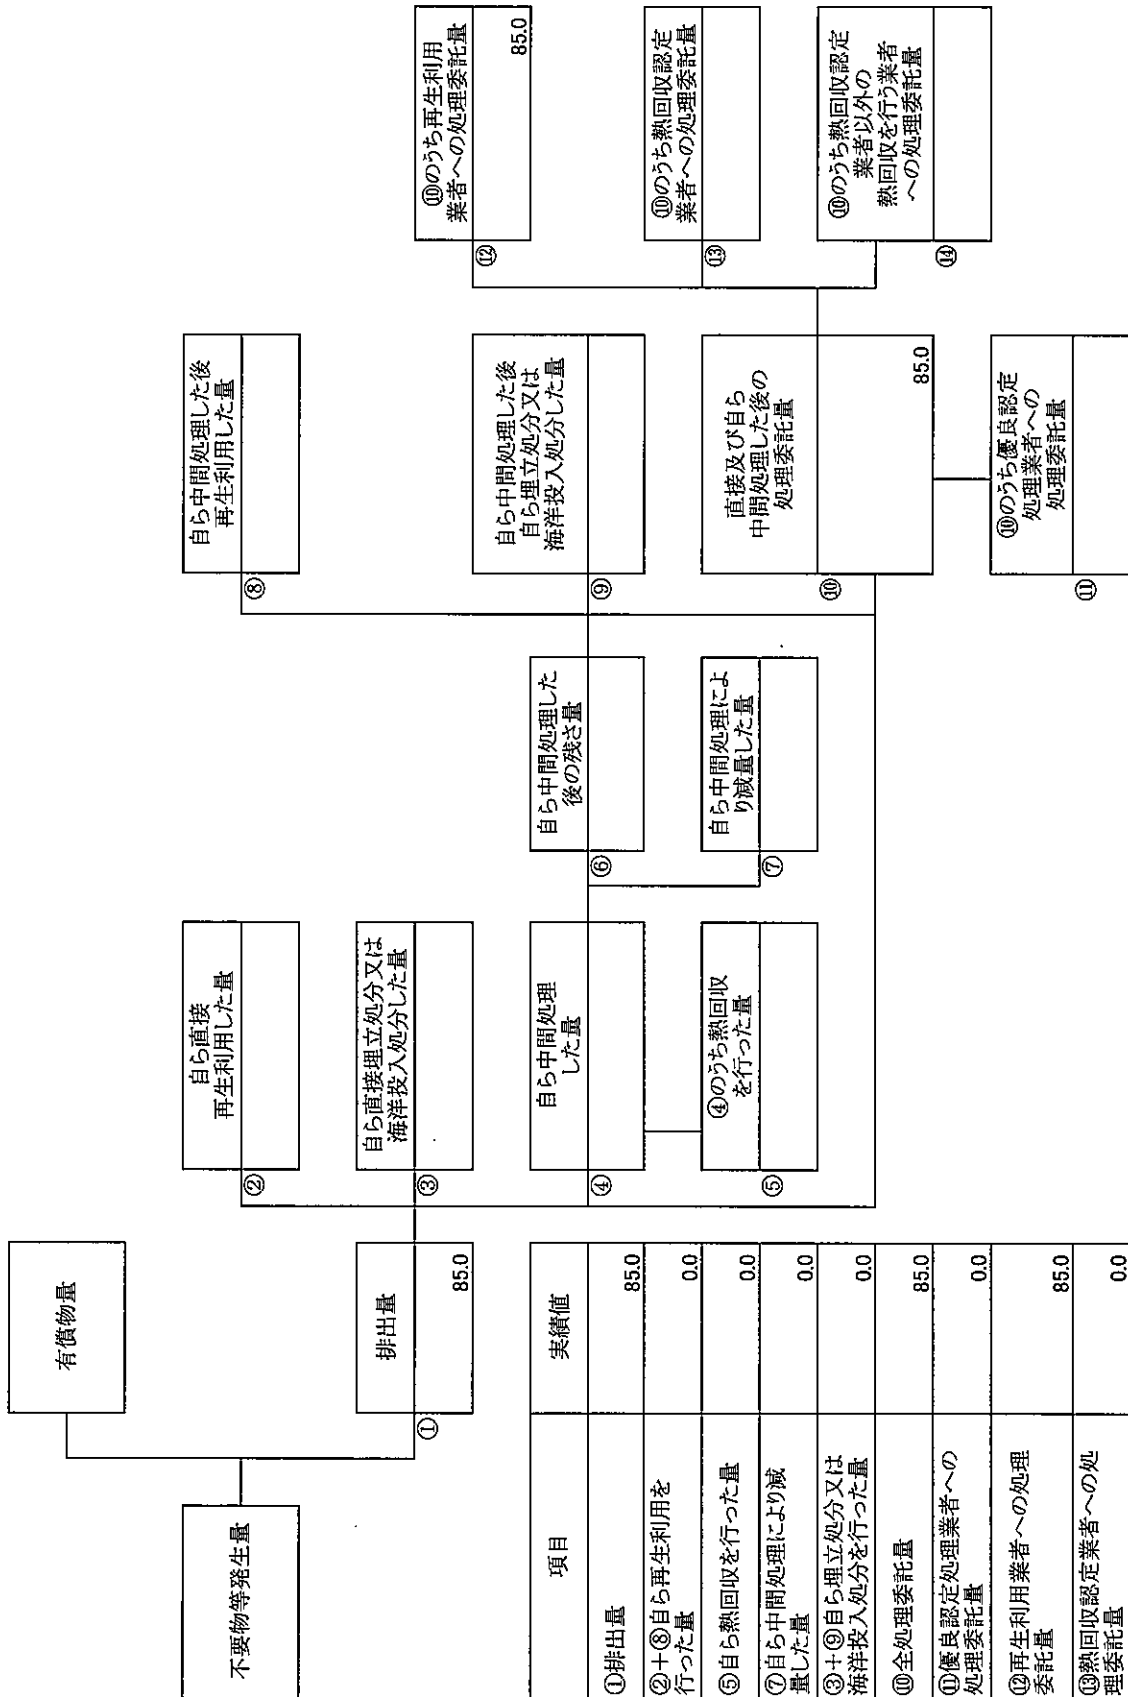 不要物等発生量
有償物量
排出量
①
85.0
自ら直接
再生利用した量
②
自ら直接埋立処分又は
海洋投入処分した量
③
自ら中間処理
した量
④
④のうち熱回収
を行った量
⑤
自ら中間処理した
後の残さ量
⑥
自ら中間処理によ
り減量した量
⑦
自ら中間処理した後
再生利用した量
⑧
自ら中間処理した後
自ら埋立処分又は
海洋投入処分した量
⑨
直接及び自ら
中間処理した後の
処理委託量
⑩
85.0
⑩のうち優良認定
処理業者への
処理委託量
⑪
⑩のうち再生利用
業者への処理委託量
⑫
85.0
⑩のうち熱回収認定
業者への処理委託量
⑬
⑩のうち熱回収認定
業者以外の
熱回収を行う業者
への処理委託量
⑭
項目 実績値
①排出量 85.0
②+⑧自ら再生利用を
行った量 0.0
⑤自ら熱回収を行った量 0.0
⑦自ら中間処理により減
量した量 0.0
③+⑨自ら埋立処分又は
海洋投入処分を行った量 0.0
⑩全処理委託量 85.0
⑪優良認定処理業者への
処理委託量 0.0
⑫再生利用業者への処理
委託量 85.0
⑬熱回収認定業者への処
理委託量 0.0